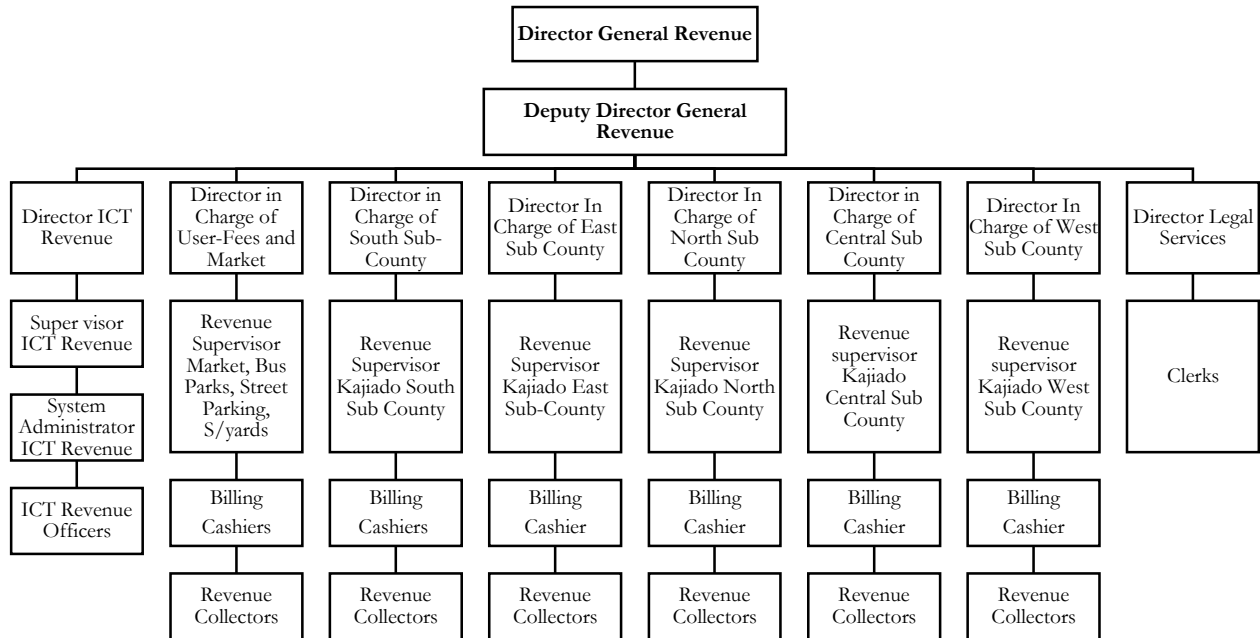 Director General Revenue
Deputy Director General
Revenue
Director ICT
Revenue
Director in
Charge of
User-Fees and
Market
Director in
Charge of
South Sub-
County
Director In
Charge of East
Sub County
Director In
Charge of
North Sub
County
Director in
Charge of
Central Sub
County
Director In
Charge of West
Sub County
Director Legal
Services
Super visor
ICT Revenue
System
Administrator
ICT Revenue
ICT Revenue
Officers
Revenue
Supervisor
Market, Bus
Parks, Street
Parking,
S/yards
Revenue
Supervisor
Kajiado South
Sub County
Revenue
Supervisor
Kajiado East
Sub-County
Revenue
Supervisor
Kajiado North
Sub County
Revenue
supervisor
Kajiado
Central Sub
County
Revenue
supervisor
Kajiado West
Sub County
Clerks
Billing
Cashiers
Billing
Cashiers
Billing
Cashier
Billing
Cashier
Billing
Cashier
Billing
Cashier
Revenue
Collectors
Revenue
Collectors
Revenue
Collectors
Revenue
Collectors
Revenue
Collectors
Revenue
Collectors